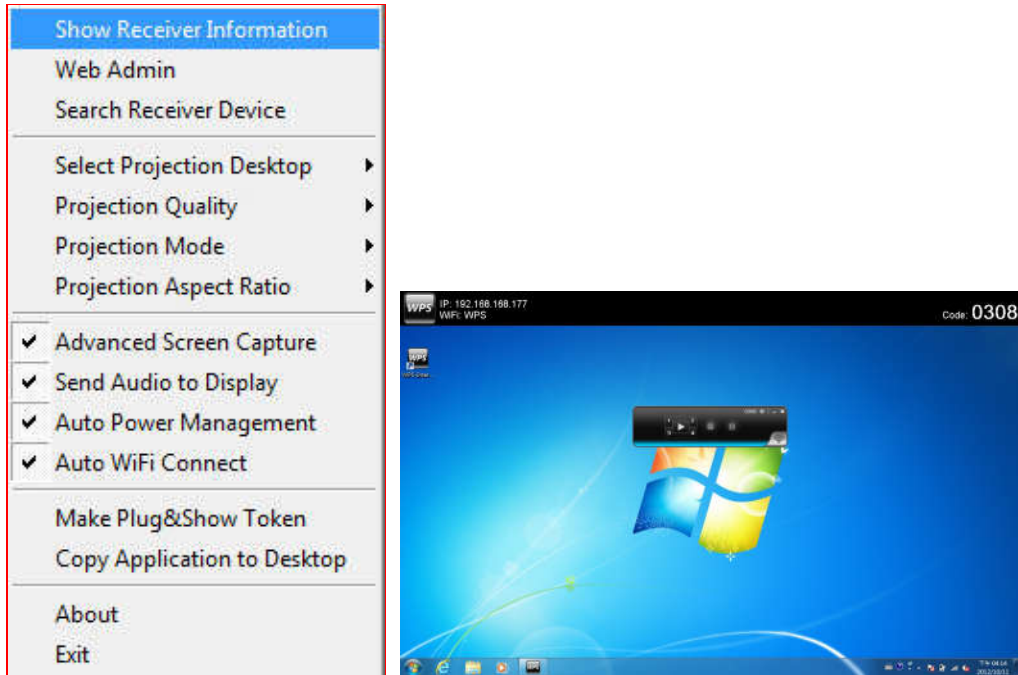 Show Receiver Information
Web Admin
Search Receiver Device
Select Projection Desktop
Projection Quality
Projection Mode
Projection Aspect Ratio
Advanced Screen Capture
Send Audio to Display
Auto Power Management
Auto WiFi Connect
Make Plug&Show Token
Copy Application to Desktop
About
Exit
WPS
IP: 192.168.168.177
WiFi: WPS
Code: 0308
WPS